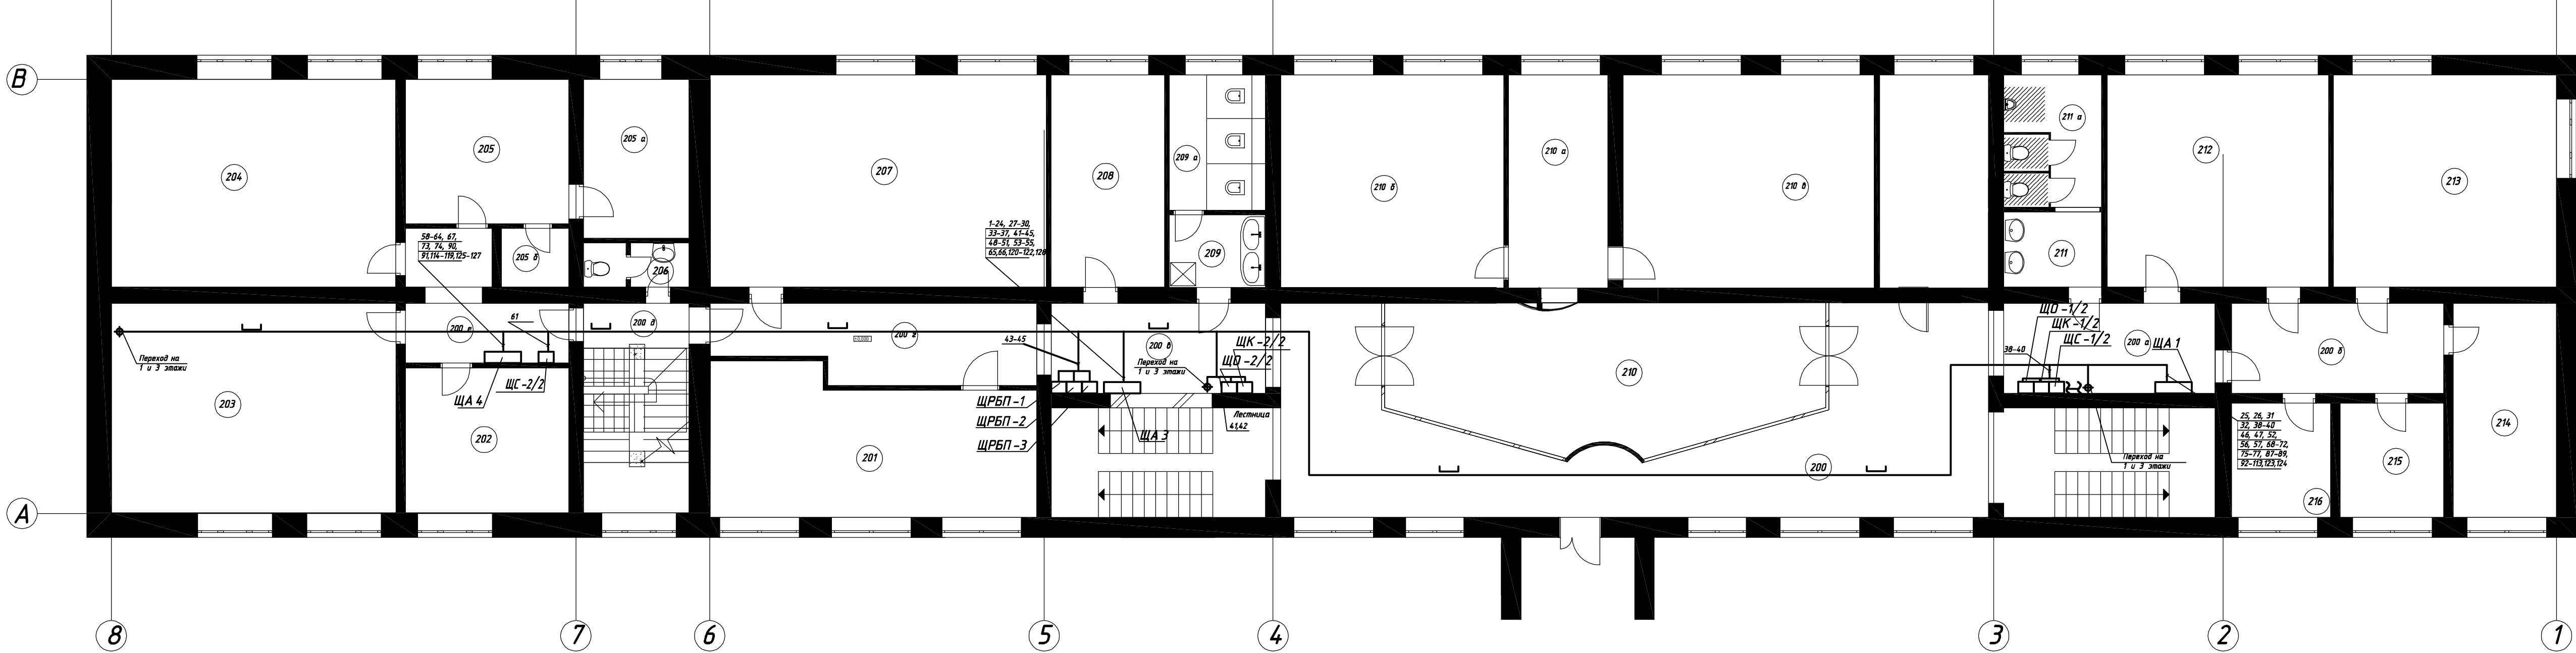 В
204
205
205 а
207
208
209 а
210 б
210 а
210 в
211 а
212
213
58-64, 67,
73, 74, 90,
91,114-119,125-127
205 б
206
1-24, 27-30,
33-37, 41-45,
48-51, 53-55,
65,66,120-122,128
209
211
Переход на
1 и 3 этажи
200 е
61
200 д
200 г
43-45
200 в
Переход на
1 и 3 этажи
ЩК-2/2
ЩО-2/2
210
ЩО-1/2
ЩК-1/2
ЩС-1/2
38-40
200 а
ЩА 1
200 б
203
ЩА 4
ЩС-2/2
202
201
ЩРБП-1
ЩРБП-2
ЩРБП-3
ЩА 3
Лестница
41,42
200
Переход на
1 и 3 этажи
25, 26, 31
32, 38-40
46, 47, 52,
56, 57, 68-72,
75-77, 87-89,
92-113,123,124
216
215
214
А
8
7
6
5
4
3
2
1